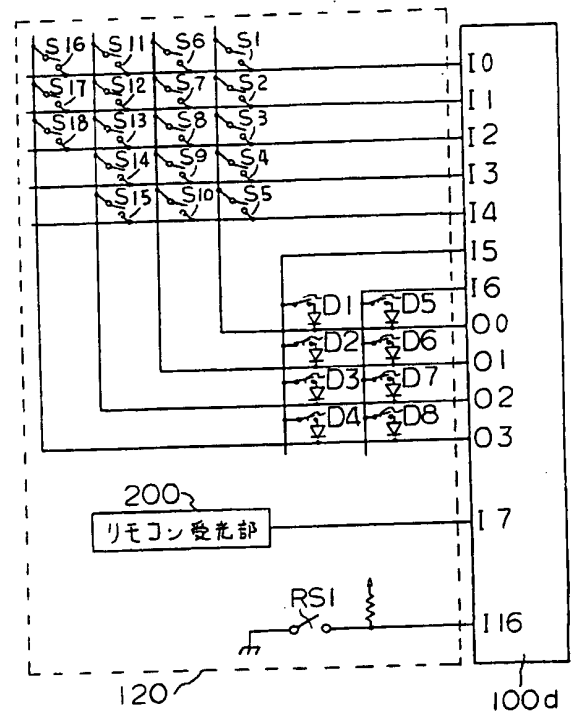 S16 S11 S6 S1 I0
S17 S12 S7 S2 I1
S18 S13 S8 S3 I2
S14 S9 S4 I3
S15 S10 S5 I4
I5
I6
D1 D5
O0
D2 D6
O1
D3 D7
O2
D4 D8
O3
200
リモコン受光部 I7
RS1
I16
120
100d